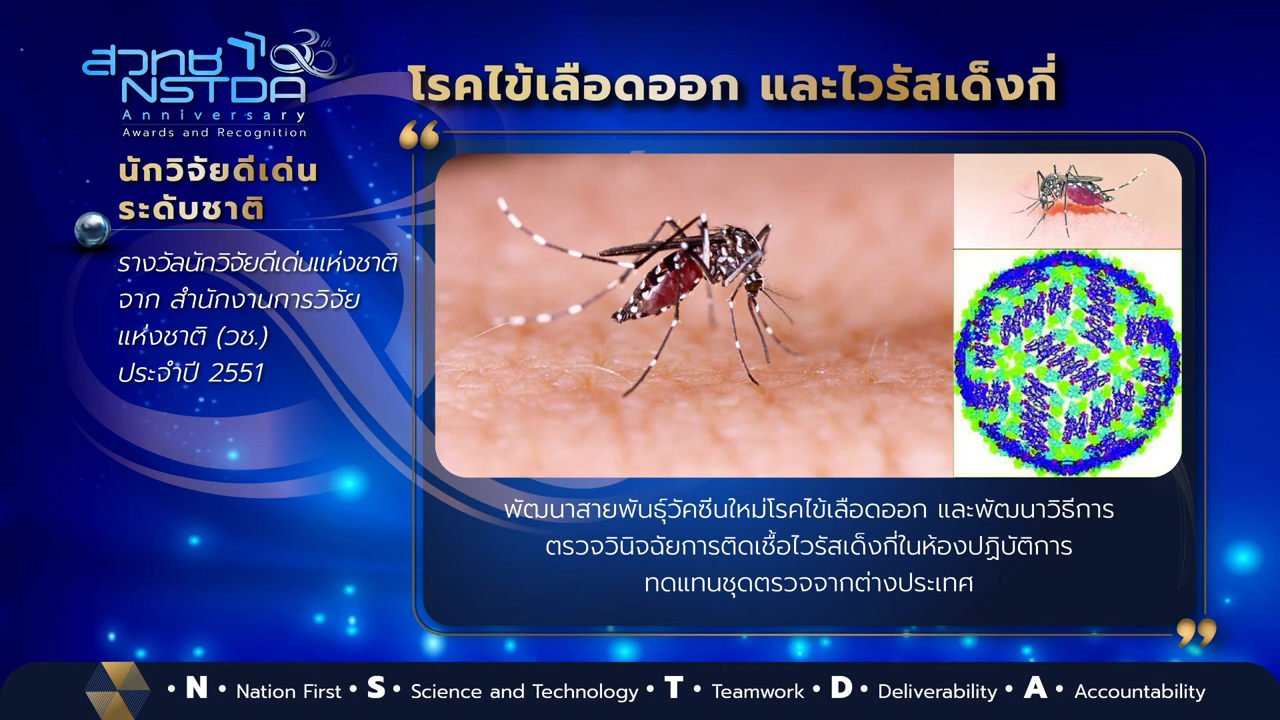 สวทช
30th
NSTDA
Anniversary
Awards and Recognition
นักวิจัยดีเด่น
ระดับชาติ
รางวัลนักวิจัยดีเด่นแห่งชาติ
จาก สำนักงานการวิจัย
แห่งชาติ (วช.)
ประจำปี 2551
โรคไข้เลือดออก และไวรัสเด็งกี่
“
พัฒนาสายพันธุ์วัคซีนใหม่โรคไข้เลือดออก และพัฒนาวิธีการ
ตรวจวินิจฉัยการติดเชื้อไวรัสเด็งกี่ในห้องปฏิบัติการ
ทดแทนชุดตรวจจากต่างประเทศ
”
• N • Nation First • S • Science and Technology • T • Teamwork • D • Deliverability • A • Accountability